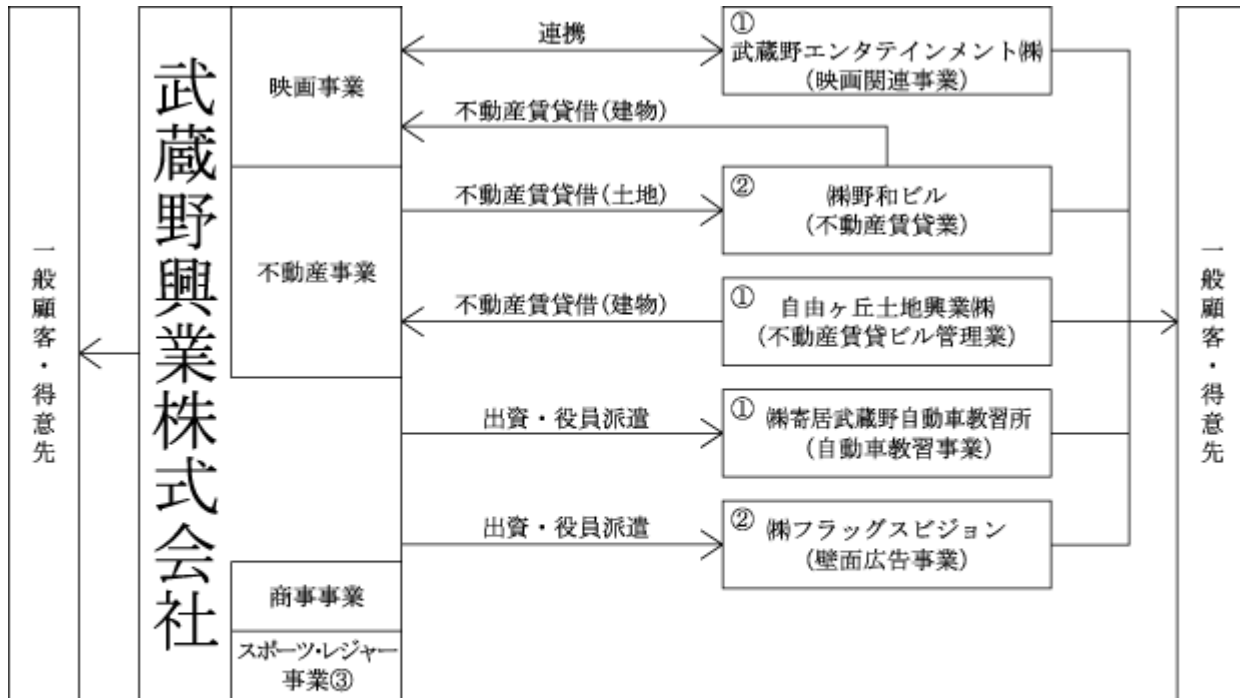 一般顧客・得意先
武蔵野興業株式会社
映画事業
不動産事業
商事事業
スポーツ・レジャー
事業③
連携
不動産賃貸借(建物)
不動産賃貸借(土地)
不動産賃貸借(建物)
出資・役員派遣
出資・役員派遣
①
武蔵野エンタテインメント㈱
(映画関連事業)
②
㈱野和ビル
(不動産賃貸業)
①
自由ヶ丘土地興業㈱
(不動産賃貸ビル管理業)
①
㈱寄居武蔵野自動車教習所
(自動車教習事業)
②
㈱フラッグスビジョン
(壁面広告事業)
一般顧客・得意先